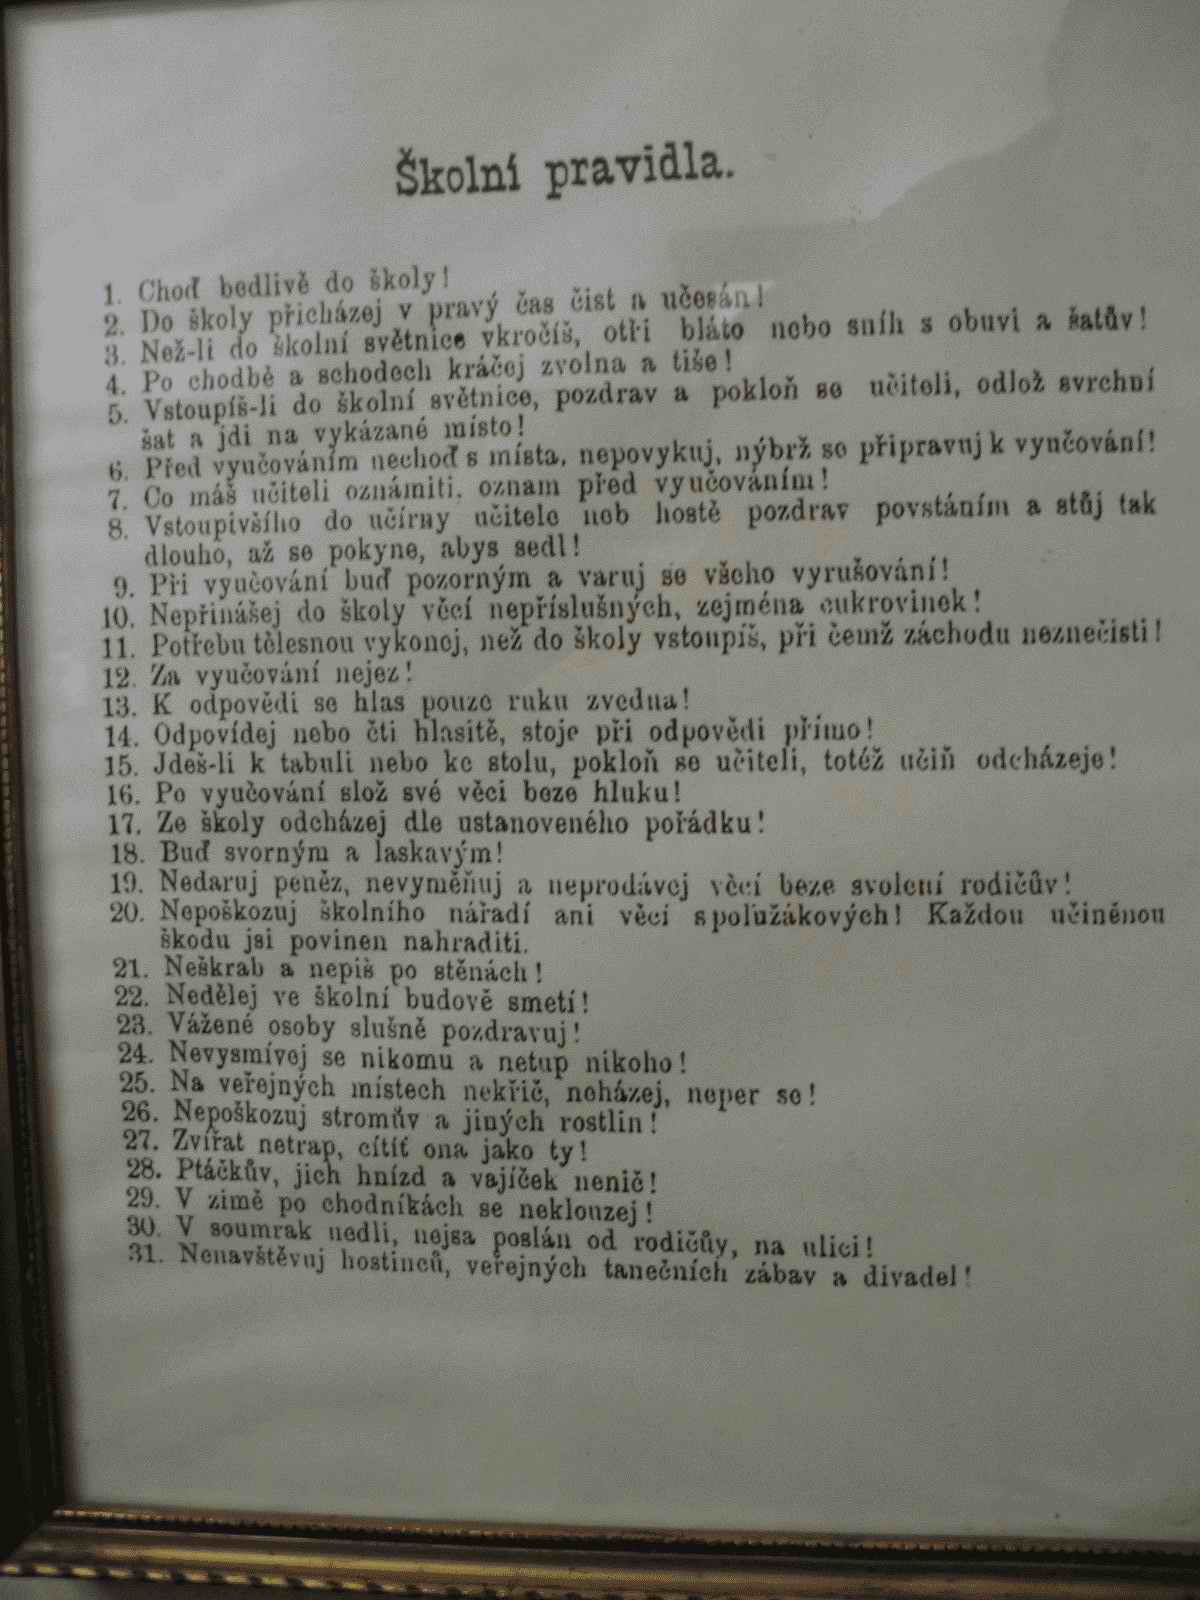 Školní pravidla.
1. Choď bedlivě do školy!
2. Do školy přicházej v pravý čas čist a učesán!
3. Než-li do školní světnice vkročíš, otři bláto nebo sníh s obuvi a šatův!
4. Po chodbě a schodech kráčej zvolna a tiše!
5. Vstoupíš-li do školní světnice, pozdrav a pokloň se učiteli, odlož svrchní
šat a jdi na vykázané místo!
6. Před vyučováním nechoď s místa, nepovykuj, nýbrž se připravuj k vyučování!
7. Co máš učiteli oznámiti, oznam před vyučováním!
8. Vstoupivšího do učírny učitele neb hostě pozdrav povstáním a stůj tak
dlouho, až se pokyne, abys sedl!
9. Při vyučování buď pozorným a varuj se všeho vyrušování!
10. Nepřinášej do školy věcí nepříslušných, zejména cukrovinek!
11. Potřebu tělesnou vykonej, než do školy vstoupíš, při čemž záchodu neznečisti!
12. Za vyučování nejez!
13. K odpovědi se hlas pouze ruku zvedna!
14. Odpovídej nebo čti hlasitě, stoje při odpovědi přímo!
15. Jdeš-li k tabuli nebo ke stolu, pokloň se učiteli, totéž učiň odcházeje!
16. Po vyučování slož své věci beze hluku!
17. Ze školy odcházej dle ustanoveného pořádku!
18. Buď svorným a laskavým!
19. Nedaruj peněz, nevyměňuj a neprodávej věcí beze svolení rodičův!
20. Nepoškozuj školního nářadí ani věcí spolužákových! Každou učiněnou
škodu jsi povinen nahraditi.
21. Neškrab a nepiš po stěnách!
22. Nedělej ve školní budově smetí!
23. Vážené osoby slušně pozdravuj!
24. Nevysmívej se nikomu a netup nikoho!
25. Na veřejných místech nekřič, neházej, neper se!
26. Nepoškozuj stromův a jiných rostlin!
27. Zvířat netrap, cítíť ona jako ty!
28. Ptáčkův, jich hnízd a vajíček nenič!
29. V zimě po chodníkách se neklouzej!
30. V soumrak nedli, nejsa poslán od rodičův, na ulici!
31. Nenavštěvuj hostinců, veřejných tanečních zábav a divadel!